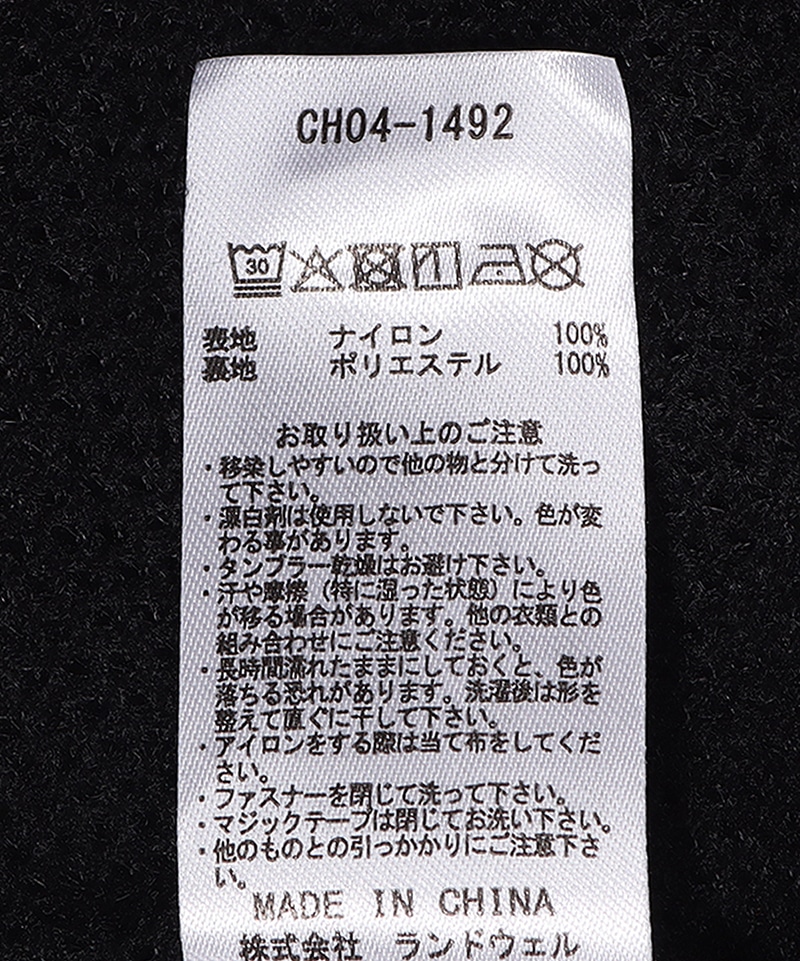 CH04-1492
30
表地 ナイロン 100%
裏地 ポリエステル 100%
お取り扱い上のご注意
・移染しやすいので他の物と分けて洗っ
て下さい。
・漂白剤は使用しないで下さい。色が変
わる事があります。
・タンブラー乾燥はお避け下さい。
・汗や摩擦（特に湿った状態）により色
が移る場合があります。他の衣類との
組み合わせにご注意ください。
・長時間濡れたままにしておくと、色が
落ちる恐れがあります。洗濯後は形を
整えて直ぐに干して下さい。
・アイロンをする際は当て布をしてくだ
さい。
・ファスナーを閉じて洗って下さい。
・マジックテープは閉じてお洗い下さい。
・他のものとの引っかかりにご注意下さ
い。
MADE IN CHINA
株式会社 ランドウェル